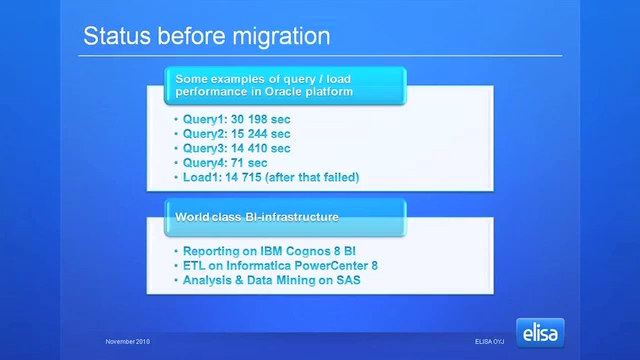 Status before migration
Some examples of query / load
performance in Oracle platform
• Query1: 30 198 sec
• Query2: 15 244 sec
• Query3: 14 410 sec
• Query4: 71 sec
• Load1: 14 715 (after that failed)
World class BI-infrastructure
• Reporting on IBM Cognos 8 BI
• ETL on Informatica PowerCenter 8
• Analysis & Data Mining on SAS
November 2010
ELISA OYJ
elisa